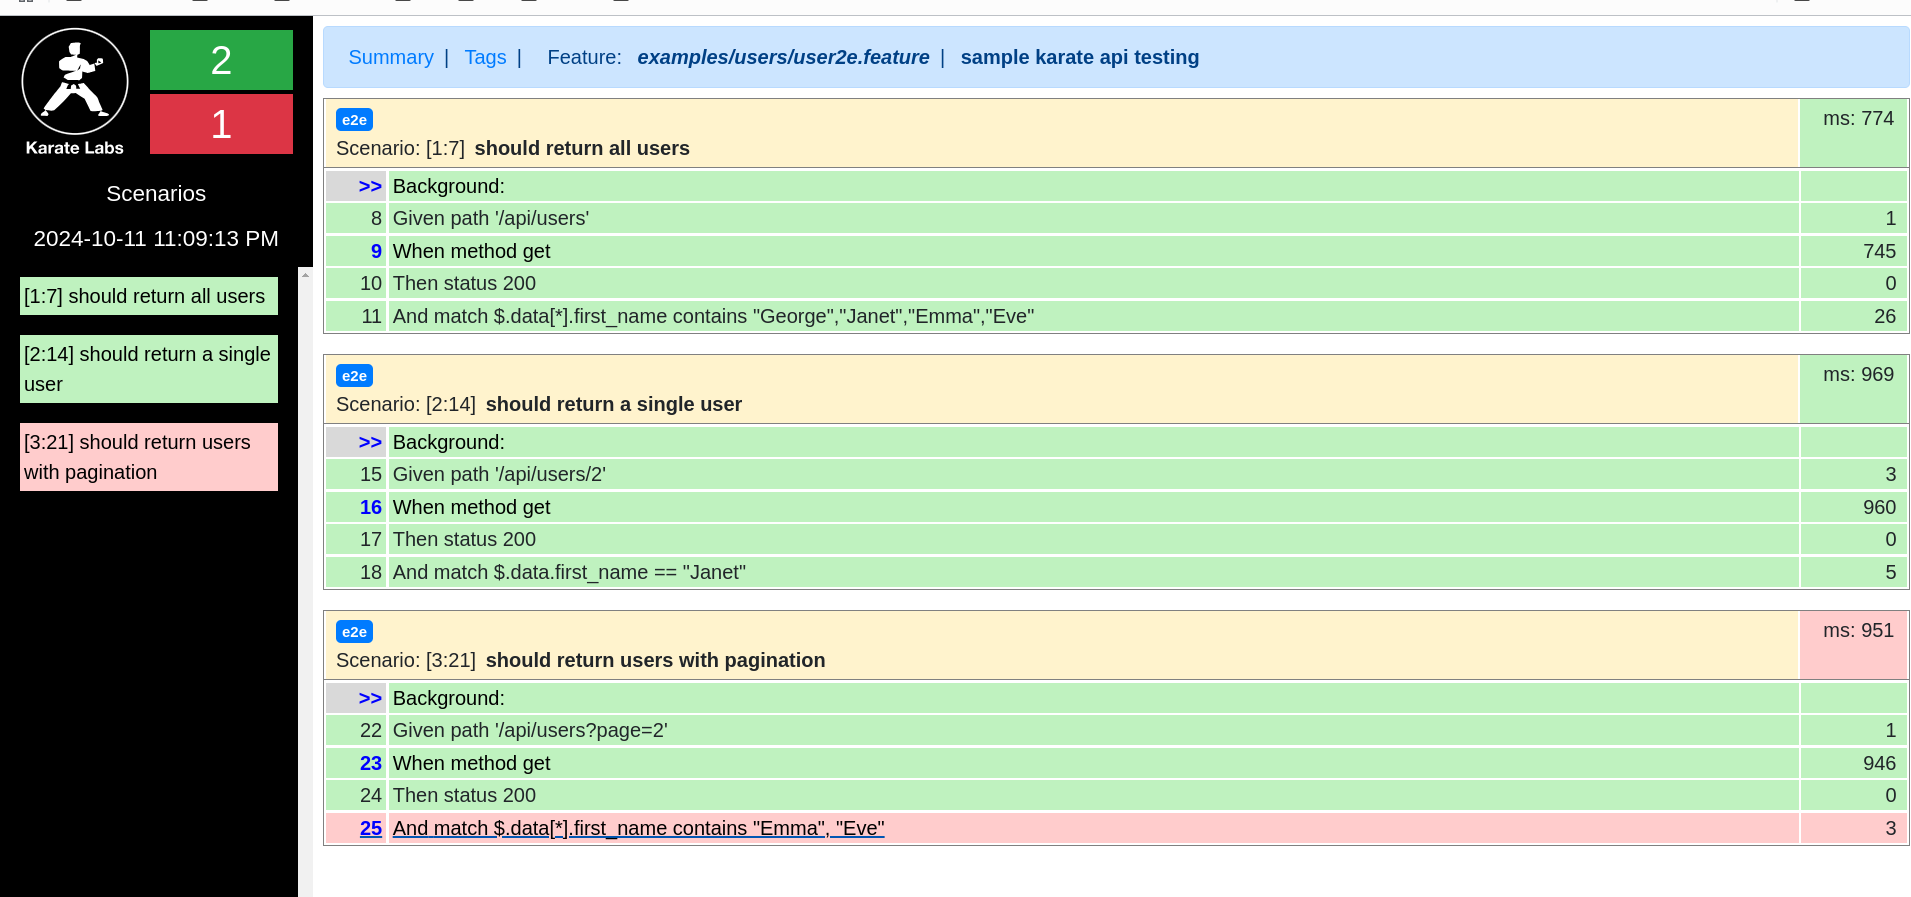 2
1
Karate Labs
Scenarios
2024-10-11 11:09:13 PM
[1:7] should return all users
[2:14] should return a single
user
[3:21] should return users
with pagination
Summary | Tags | Feature: examples/users/user2e.feature | sample karate api testing
e2e
ms: 774
Scenario: [1:7] should return all users
>> Background:
8 Given path '/api/users' 1
9 When method get 745
10 Then status 200 0
11 And match $.data[*].first_name contains "George","Janet","Emma","Eve" 26
e2e
ms: 969
Scenario: [2:14] should return a single user
>> Background:
15 Given path '/api/users/2' 3
16 When method get 960
17 Then status 200 0
18 And match $.data.first_name == "Janet" 5
e2e
ms: 951
Scenario: [3:21] should return users with pagination
>> Background:
22 Given path '/api/users?page=2' 1
23 When method get 946
24 Then status 200 0
25 And match $.data[*].first_name contains "Emma", "Eve" 3